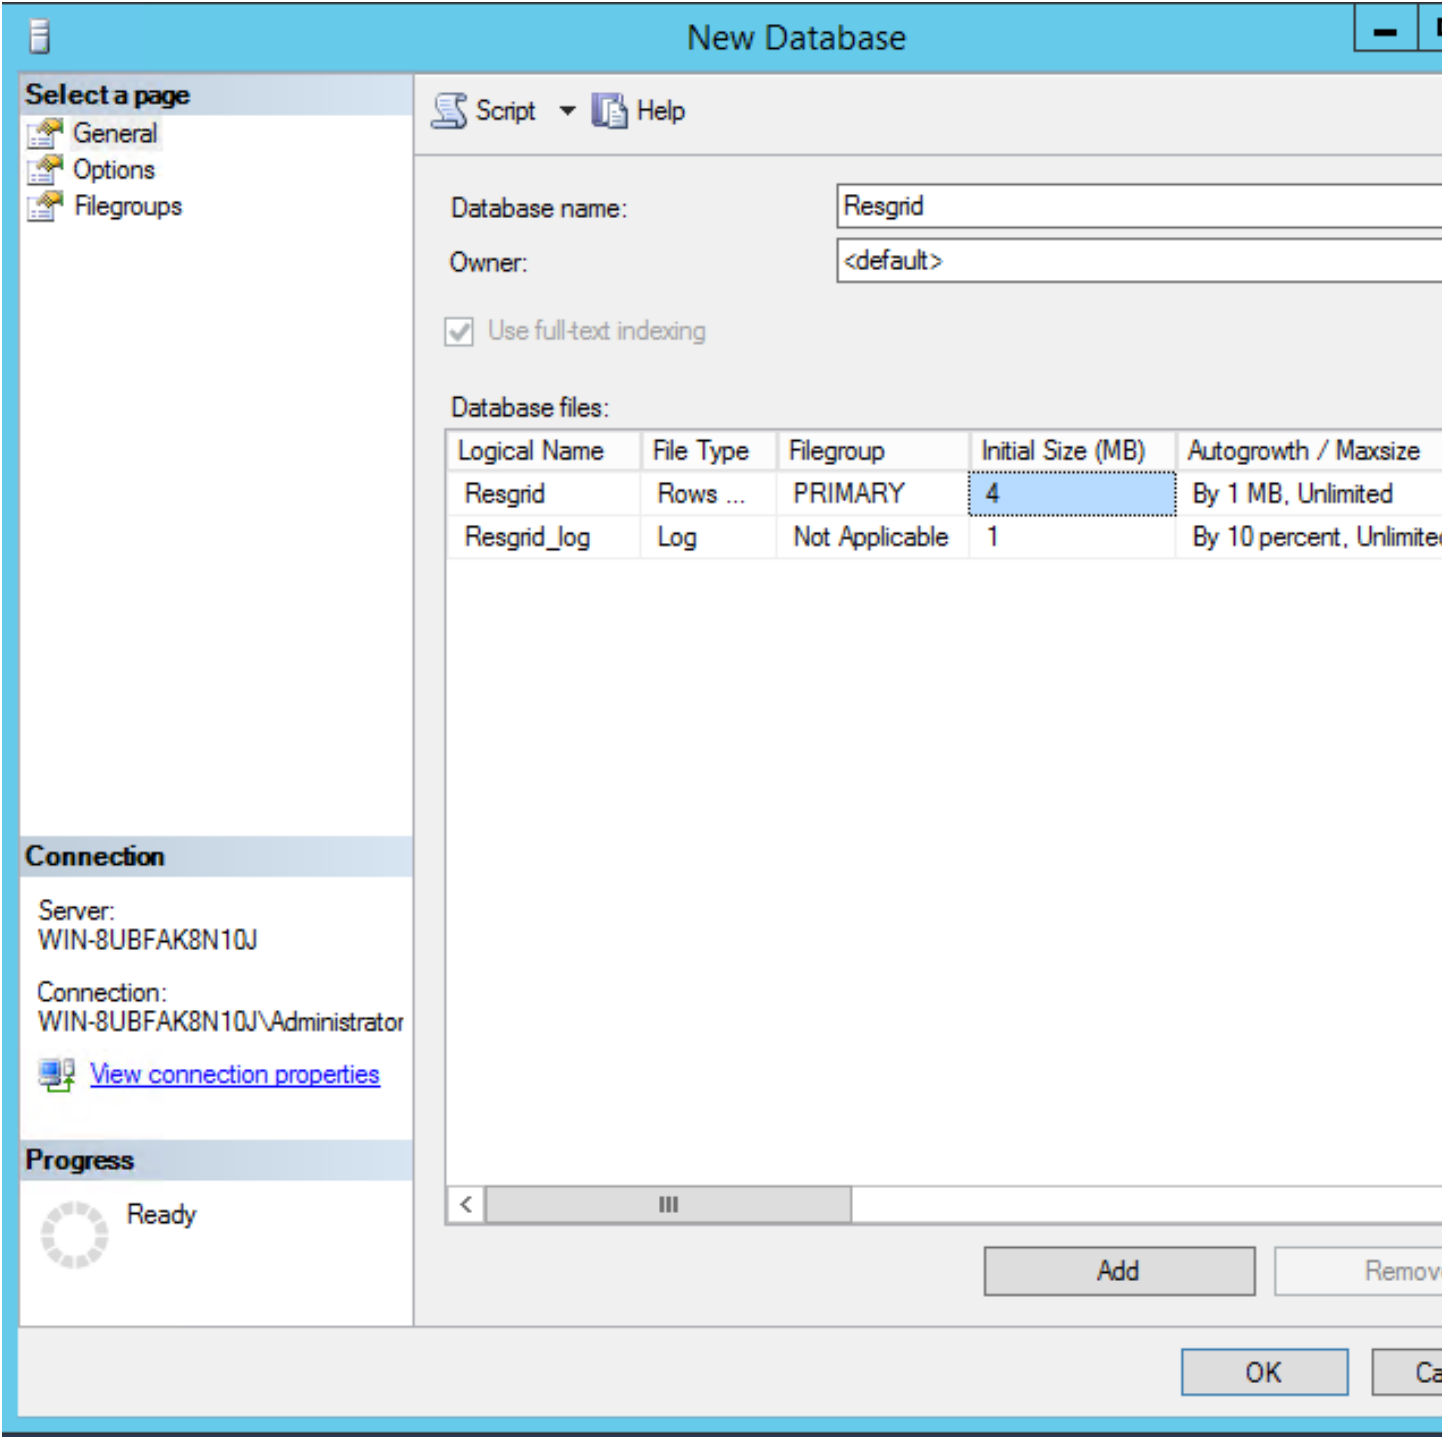 New Database
Select a page
General
Options
Filegroups
Script Help
Database name: Resgrid
Owner: <default>
Use full-text indexing
Database files:
Logical Name File Type Filegroup Initial Size (MB) Autogrowth / Maxsize
Resgrid Rows ... PRIMARY 4 By 1 MB, Unlimited
Resgrid_log Log Not Applicable 1 By 10 percent, Unlimited
Connection
Server:
WIN-8UBFAK8N10J
Connection:
WIN-8UBFAK8N10J\Administrator
View connection properties
Progress
Ready
Add Remov
OK Ca